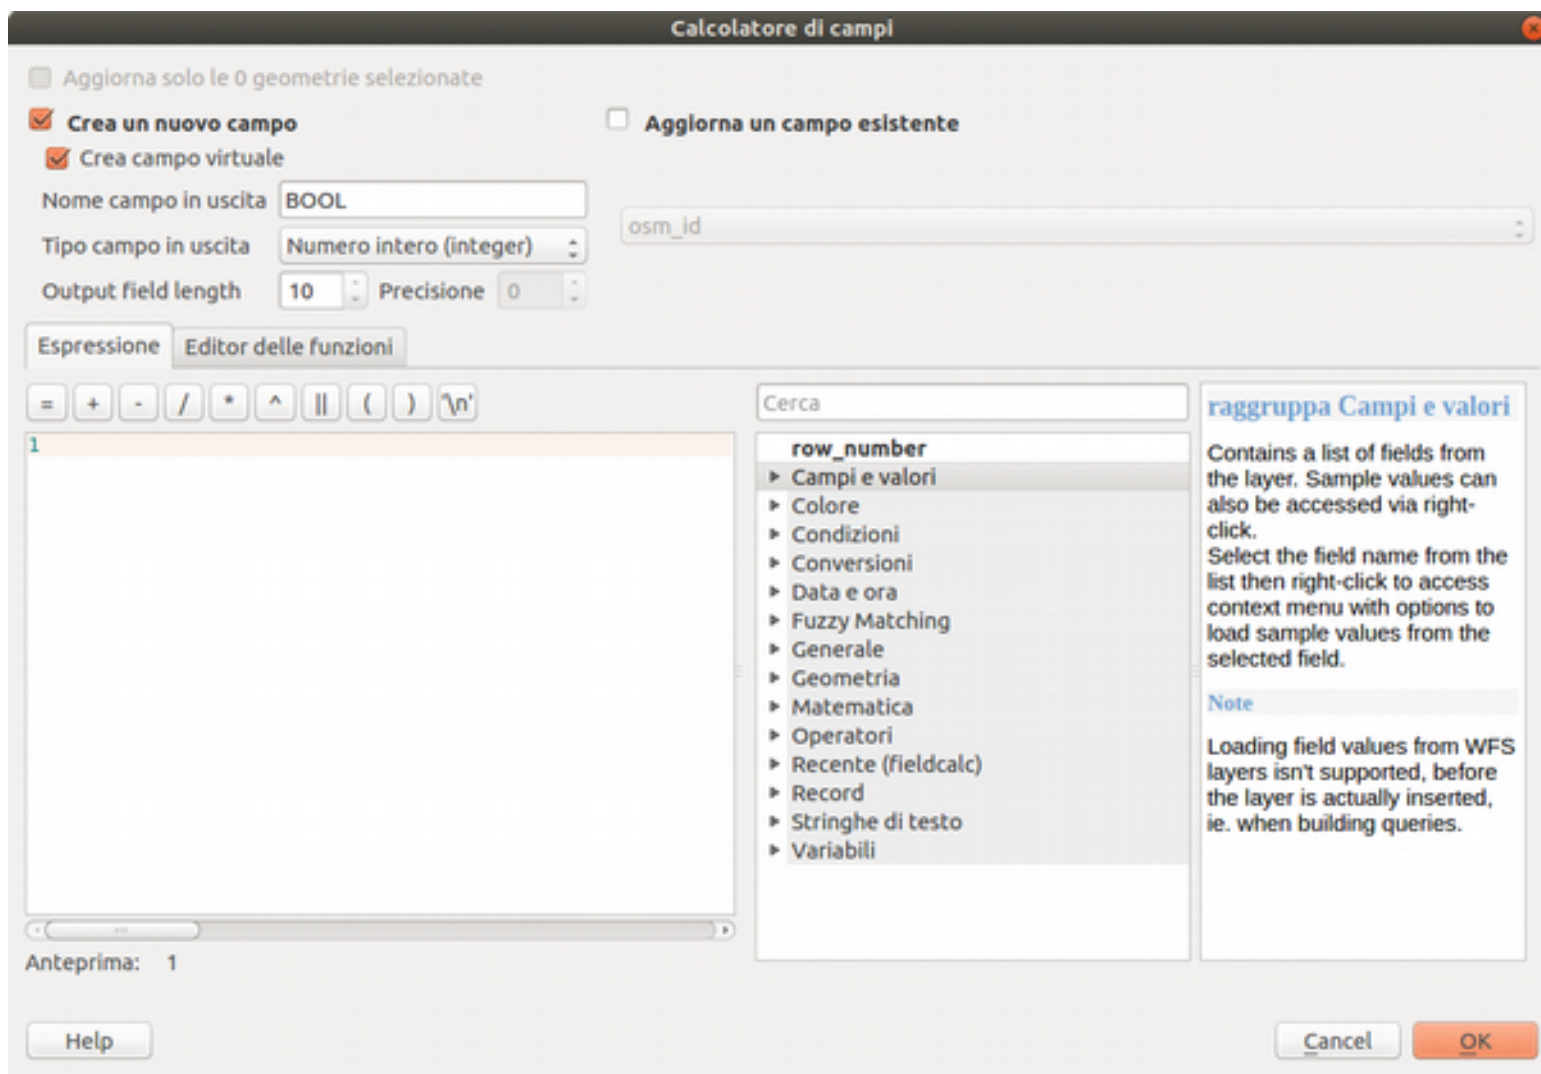 Calcolatore di campi
Aggiorna solo le 0 geometrie selezionate
Crea un nuovo campo
Aggiorna un campo esistente
Crea campo virtuale
Nome campo in uscita BOOL
osm_id
Tipo campo in uscita Numero intero (integer)
Output field length 10 Precisione 0
Espressione Editor delle funzioni
= + - / * ^ || ( ) '\n'
1
Cerca
row_number
Campi e valori
Colore
Condizioni
Conversioni
Data e ora
Fuzzy Matching
Generale
Geometria
Matematica
Operatori
Recente (fieldcalc)
Record
Stringhe di testo
Variabili
raggruppa Campi e valori
Contains a list of fields from
the layer. Sample values can
also be accessed via right-
click.
Select the field name from the
list then right-click to access
context menu with options to
load sample values from the
selected field.
Note
Loading field values from WFS
layers isn't supported, before
the layer is actually inserted,
ie. when building queries.
Anteprima: 1
Help
Cancel
OK